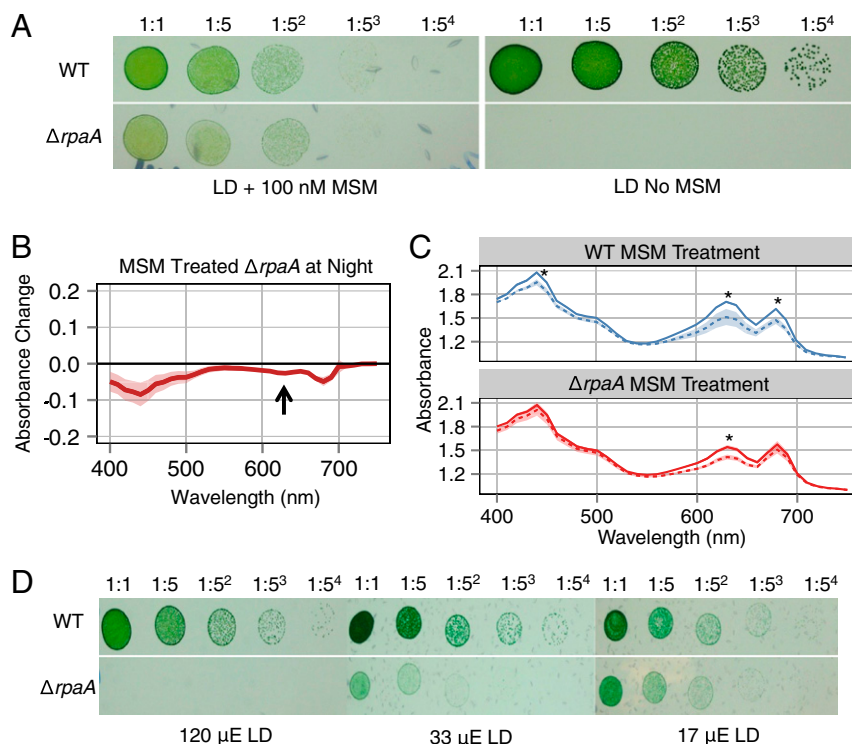 A
1:1 1:5 1:5² 1:5³ 1:5⁴ 1:1 1:5 1:5² 1:5³ 1:5⁴
WT
ΔrpaA
LD + 100 nM MSM LD No MSM
B
MSM Treated ΔrpaA at Night
Absorbance Change
0.2
0.1
0.0
-0.1
-0.2
400 500 600 700
Wavelength (nm)
C
WT MSM Treatment
2.1
1.8
1.5
1.2
* * *
ΔrpaA MSM Treatment
2.1
1.8
1.5
1.2
*
Absorbance
400 500 600 700
Wavelength (nm)
D
1:1 1:5 1:5² 1:5³ 1:5⁴ 1:1 1:5 1:5² 1:5³ 1:5⁴ 1:1 1:5 1:5² 1:5³ 1:5⁴
WT
ΔrpaA
120 µE LD 33 µE LD 17 µE LD